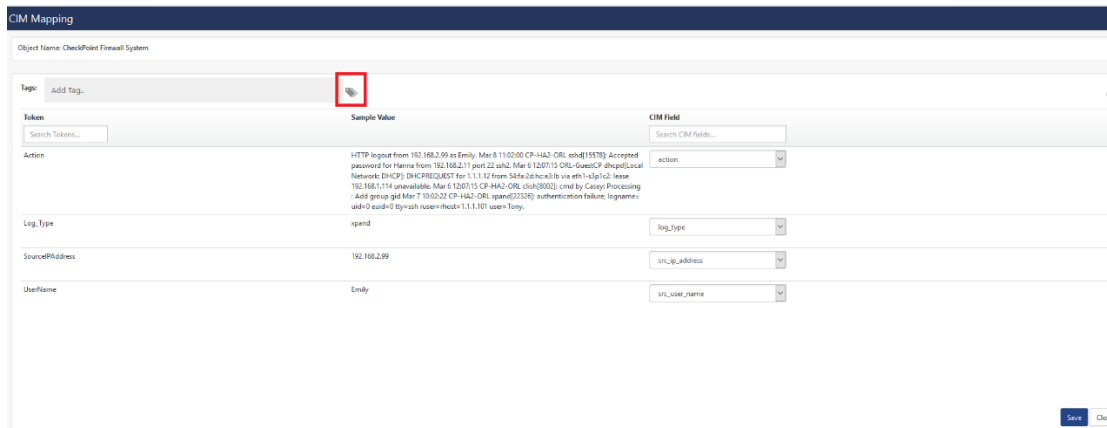 CIM Mapping
Object Name: CheckPoint Firewall System
Tags: Add Tag..
Token Sample Value CIM Field
Search Tokens... Search CIM fields...
Action HTTP logout from 192.168.2.99 as Emily. Mar 8 11:02:00 CP-HA2-ORL sshd[15578]: Accepted action
password for Hanna from 192.168.2.11 port 22 ssh2. Mar 6 12:07:15 ORL-GuestCP dhcpd[Local
Network: DHCP]: DHCPREQUEST for 1.1.1.12 from 54:fa:2d:hc:e3:lb via eth1-s3p1c2: lease
192.168.1.114 unavailable. Mar 6 12:07:15 CP-HA2-ORL clish[8002]: cmd by Casey: Processing
: Add group gid Mar 7 10:02:22 CP-HA2-ORL xpand[22326]: authentication failure; logname=
uid=0 euid=0 tty=ssh ruser= rhost= 1.1.1.101 user= Tony.
Log_Type xpand log_type
SourceIPAddress 192.168.2.99 src_ip_address
UserName Emily src_user_name
Save Clo